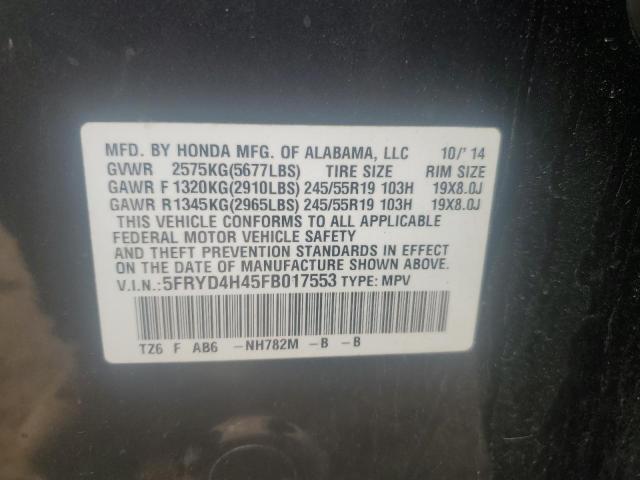 MFD. BY HONDA MFG. OF ALABAMA, LLC 10/'14
GVWR 2575KG(5677LBS) TIRE SIZE RIM SIZE
GAWR F 1320KG(2910LBS) 245/55R19 103H 19X8.0J
GAWR R1345KG(2965LBS) 245/55R19 103H 19X8.0J
THIS VEHICLE CONFORMS TO ALL APPLICABLE
FEDERAL MOTOR VEHICLE SAFETY
AND THEFT PREVENTION STANDARDS IN EFFECT
ON THE DATE OF MANUFACTURE SHOWN ABOVE.
V.I.N.: 5FRYD4H45FB017553 TYPE: MPV
TZ6 F AB6 -NH782M -B -B